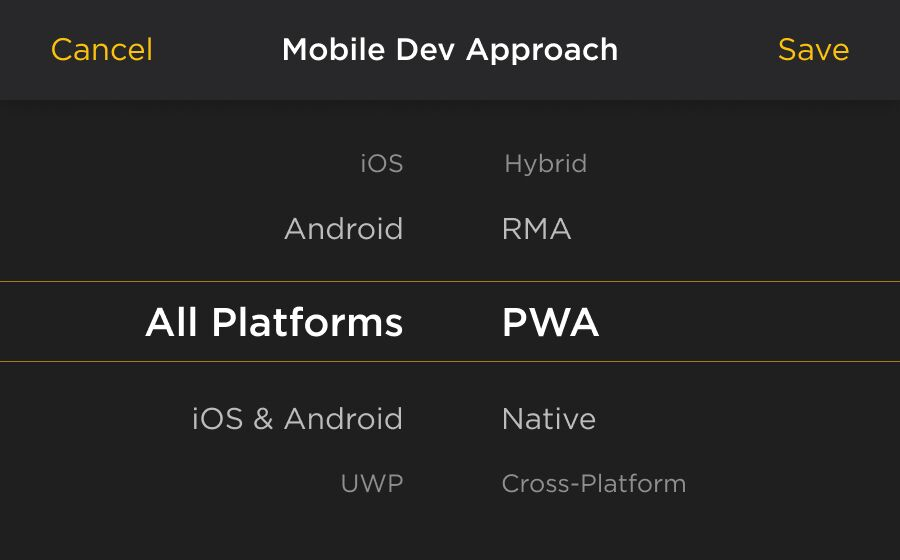 Cancel Mobile Dev Approach Save
iOS Hybrid
Android RMA
All Platforms PWA
iOS & Android Native
UWP Cross-Platform